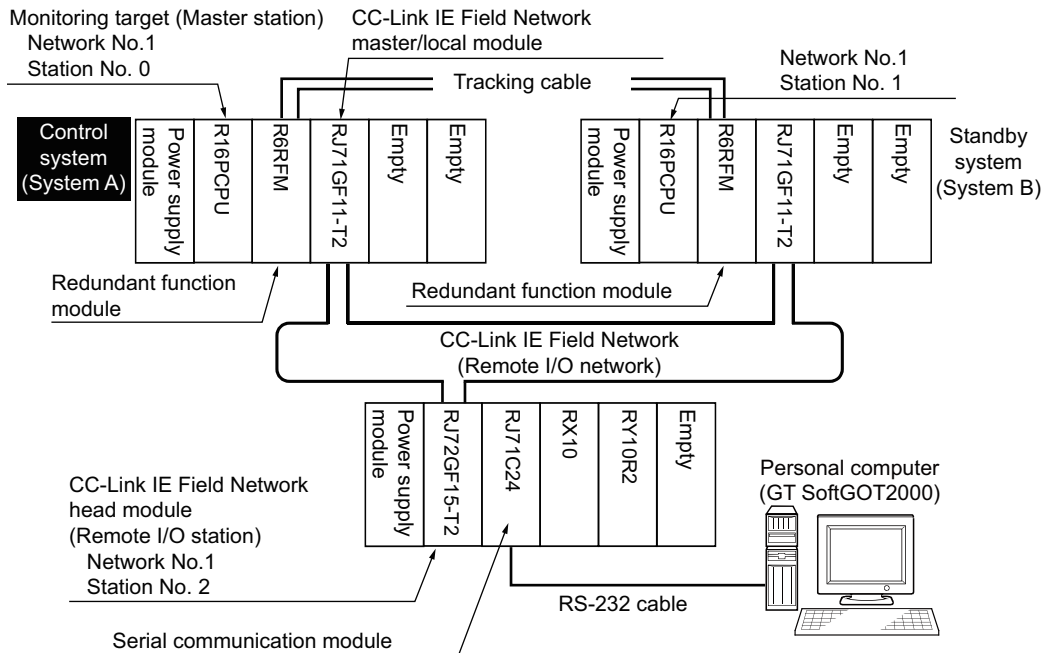 Monitoring target (Master station)
Network No.1
Station No. 0
CC-Link IE Field Network
master/local module
Tracking cable
Network No.1
Station No. 1
Control
system
(System A)
Power supply
module
R16PCPU
R6RFM
RJ71GF11-T2
Empty
Empty
Power supply
module
R16PCPU
R6RFM
RJ71GF11-T2
Empty
Empty
Standby
system
(System B)
Redundant function
module
Redundant function module
CC-Link IE Field Network
(Remote I/O network)
Power supply
module
RJ72GF15-T2
RJ71C24
RX10
RY10R2
Empty
CC-Link IE Field Network
head module
(Remote I/O station)
Network No.1
Station No. 2
Personal computer
(GT SoftGOT2000)
RS-232 cable
Serial communication module